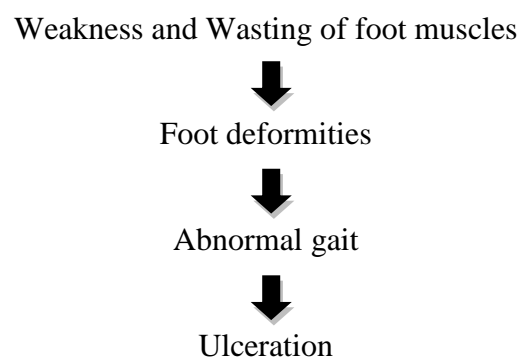 Weakness and Wasting of foot muscles
Foot deformities
Abnormal gait
Ulceration